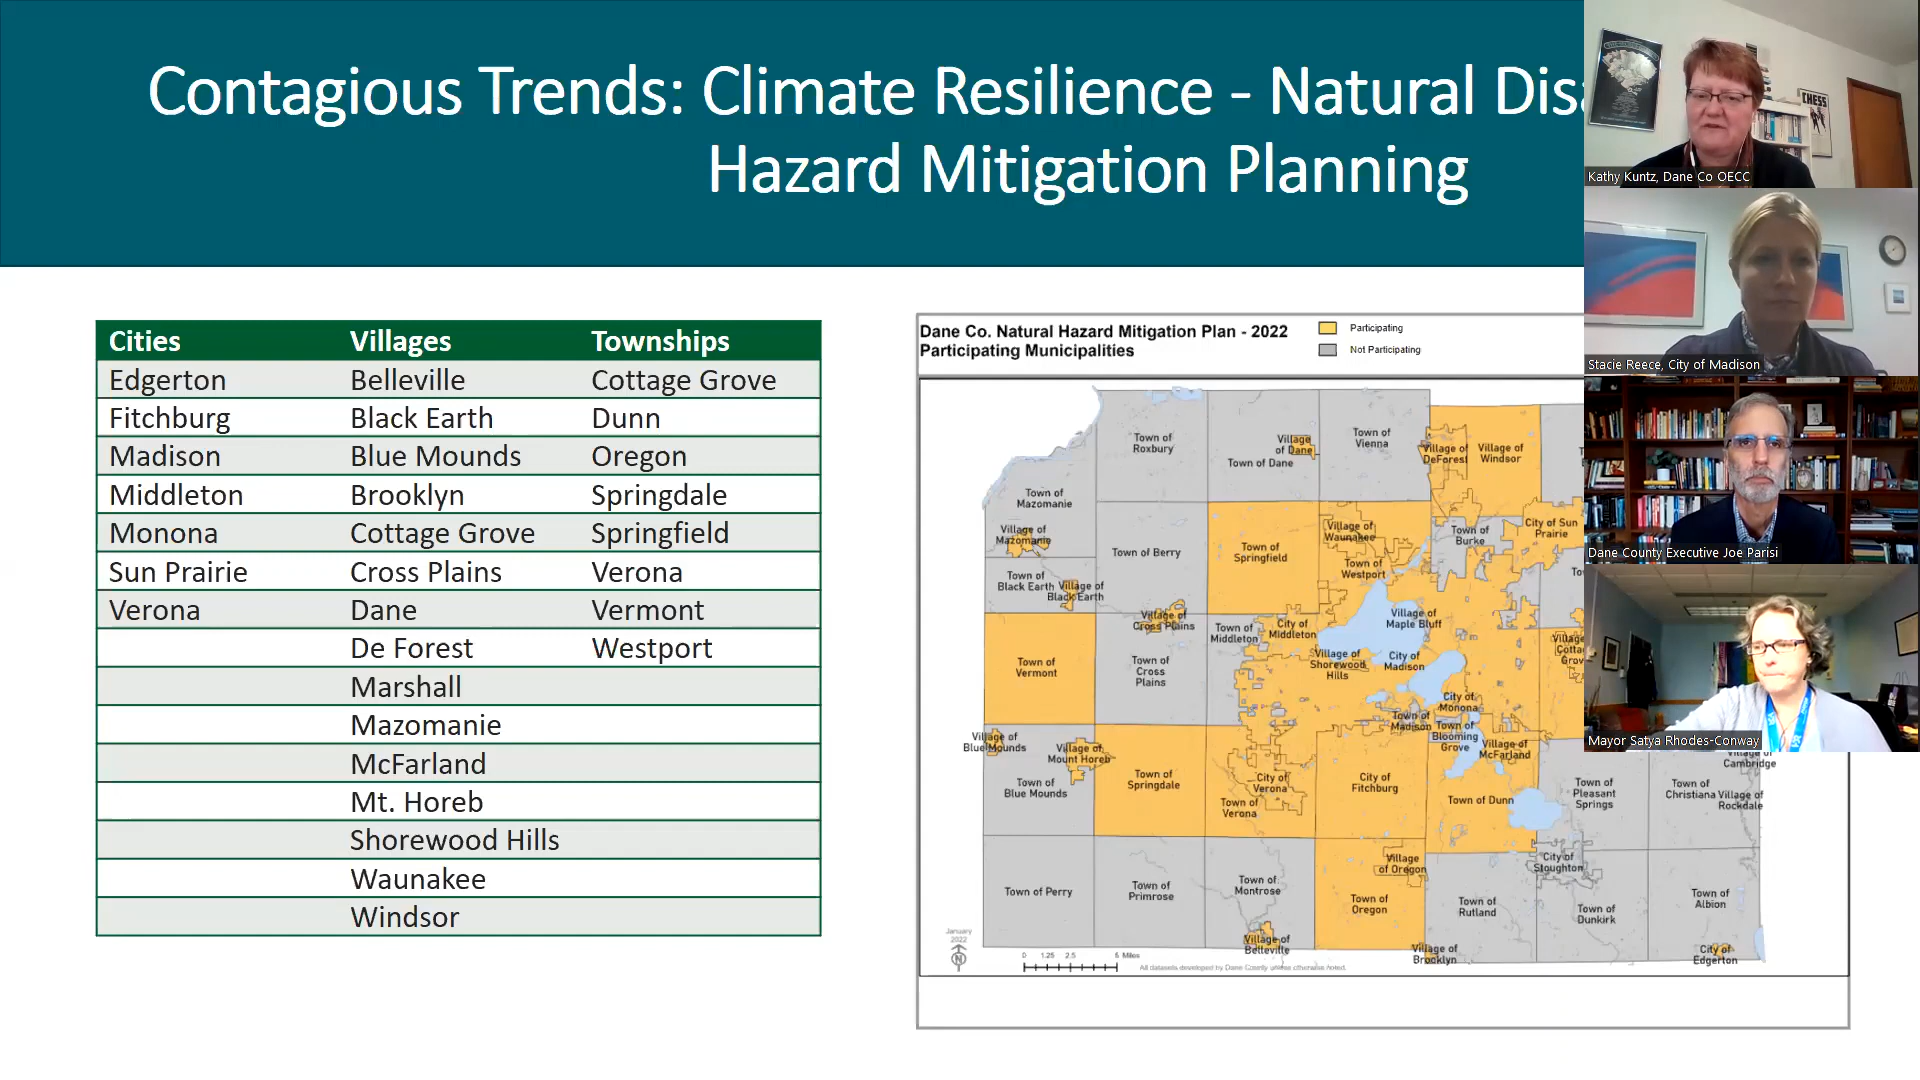 Contagious Trends: Climate Resilience - Natural
Hazard Mitigation Planning
Cities Villages Townships
Edgerton Belleville Cottage Grove
Fitchburg Black Earth Dunn
Madison Blue Mounds Oregon
Middleton Brooklyn Springdale
Monona Cottage Grove Springfield
Sun Prairie Cross Plains Verona
Verona Dane Vermont
De Forest Westport
Marshall
Mazomanie
McFarland
Mt. Horeb
Shorewood Hills
Waunakee
Windsor
Dane Co. Natural Hazard Mitigation Plan - 2022
Participating Municipalities
Participating
Not Participating
Town of
Roxbury
Village
of Dane
Town of Dane
Town of
Vienna
Village of
DeForest
Village of
Windsor
Town of
Mazomanie
Village of
Mazomanie
Town of Berry
Town of
Springfield
Village of
Waunakee
Town of
Westport
Town of
Burke
City of Sun
Prairie
Town of
Black Earth
Village of
Black Earth
Village of
Cross Plains
Town of
Middleton
City of
Middleton
Village of
Maple Bluff
Village of
Shorewood
Hills
City of
Madison
Town of
Vermont
Town of
Cross
Plains
City of
Monona
Town of
Madison
Town of
Blooming
Grove
Village of
McFarland
Village of
Blue Mounds
Village of
Mount Horeb
Town of
Blue Mounds
Town of
Springdale
City of
Verona
Town of
Verona
City of
Fitchburg
Town of Dunn
Town of
Pleasant
Springs
Town of
Christiana
Village of
Rockdale
Village of
Cambridge
Town of Perry
Town of
Primrose
Town of
Montrose
Village of
Belleville
Village
of Oregon
Town of
Oregon
Village of
Brooklyn
Town of
Rutland
City of
Stoughton
Town of
Dunkirk
Town of
Albion
City of
Edgerton
January
2022
N
0 1.25 2.5 5 Miles
All datasets developed by Dane County unless otherwise noted.
CHESS
Kathy Kuntz, Dane Co OECC
Stacie Reece, City of Madison
Dane County Executive Joe Parisi
Mayor Satya Rhodes-Conway